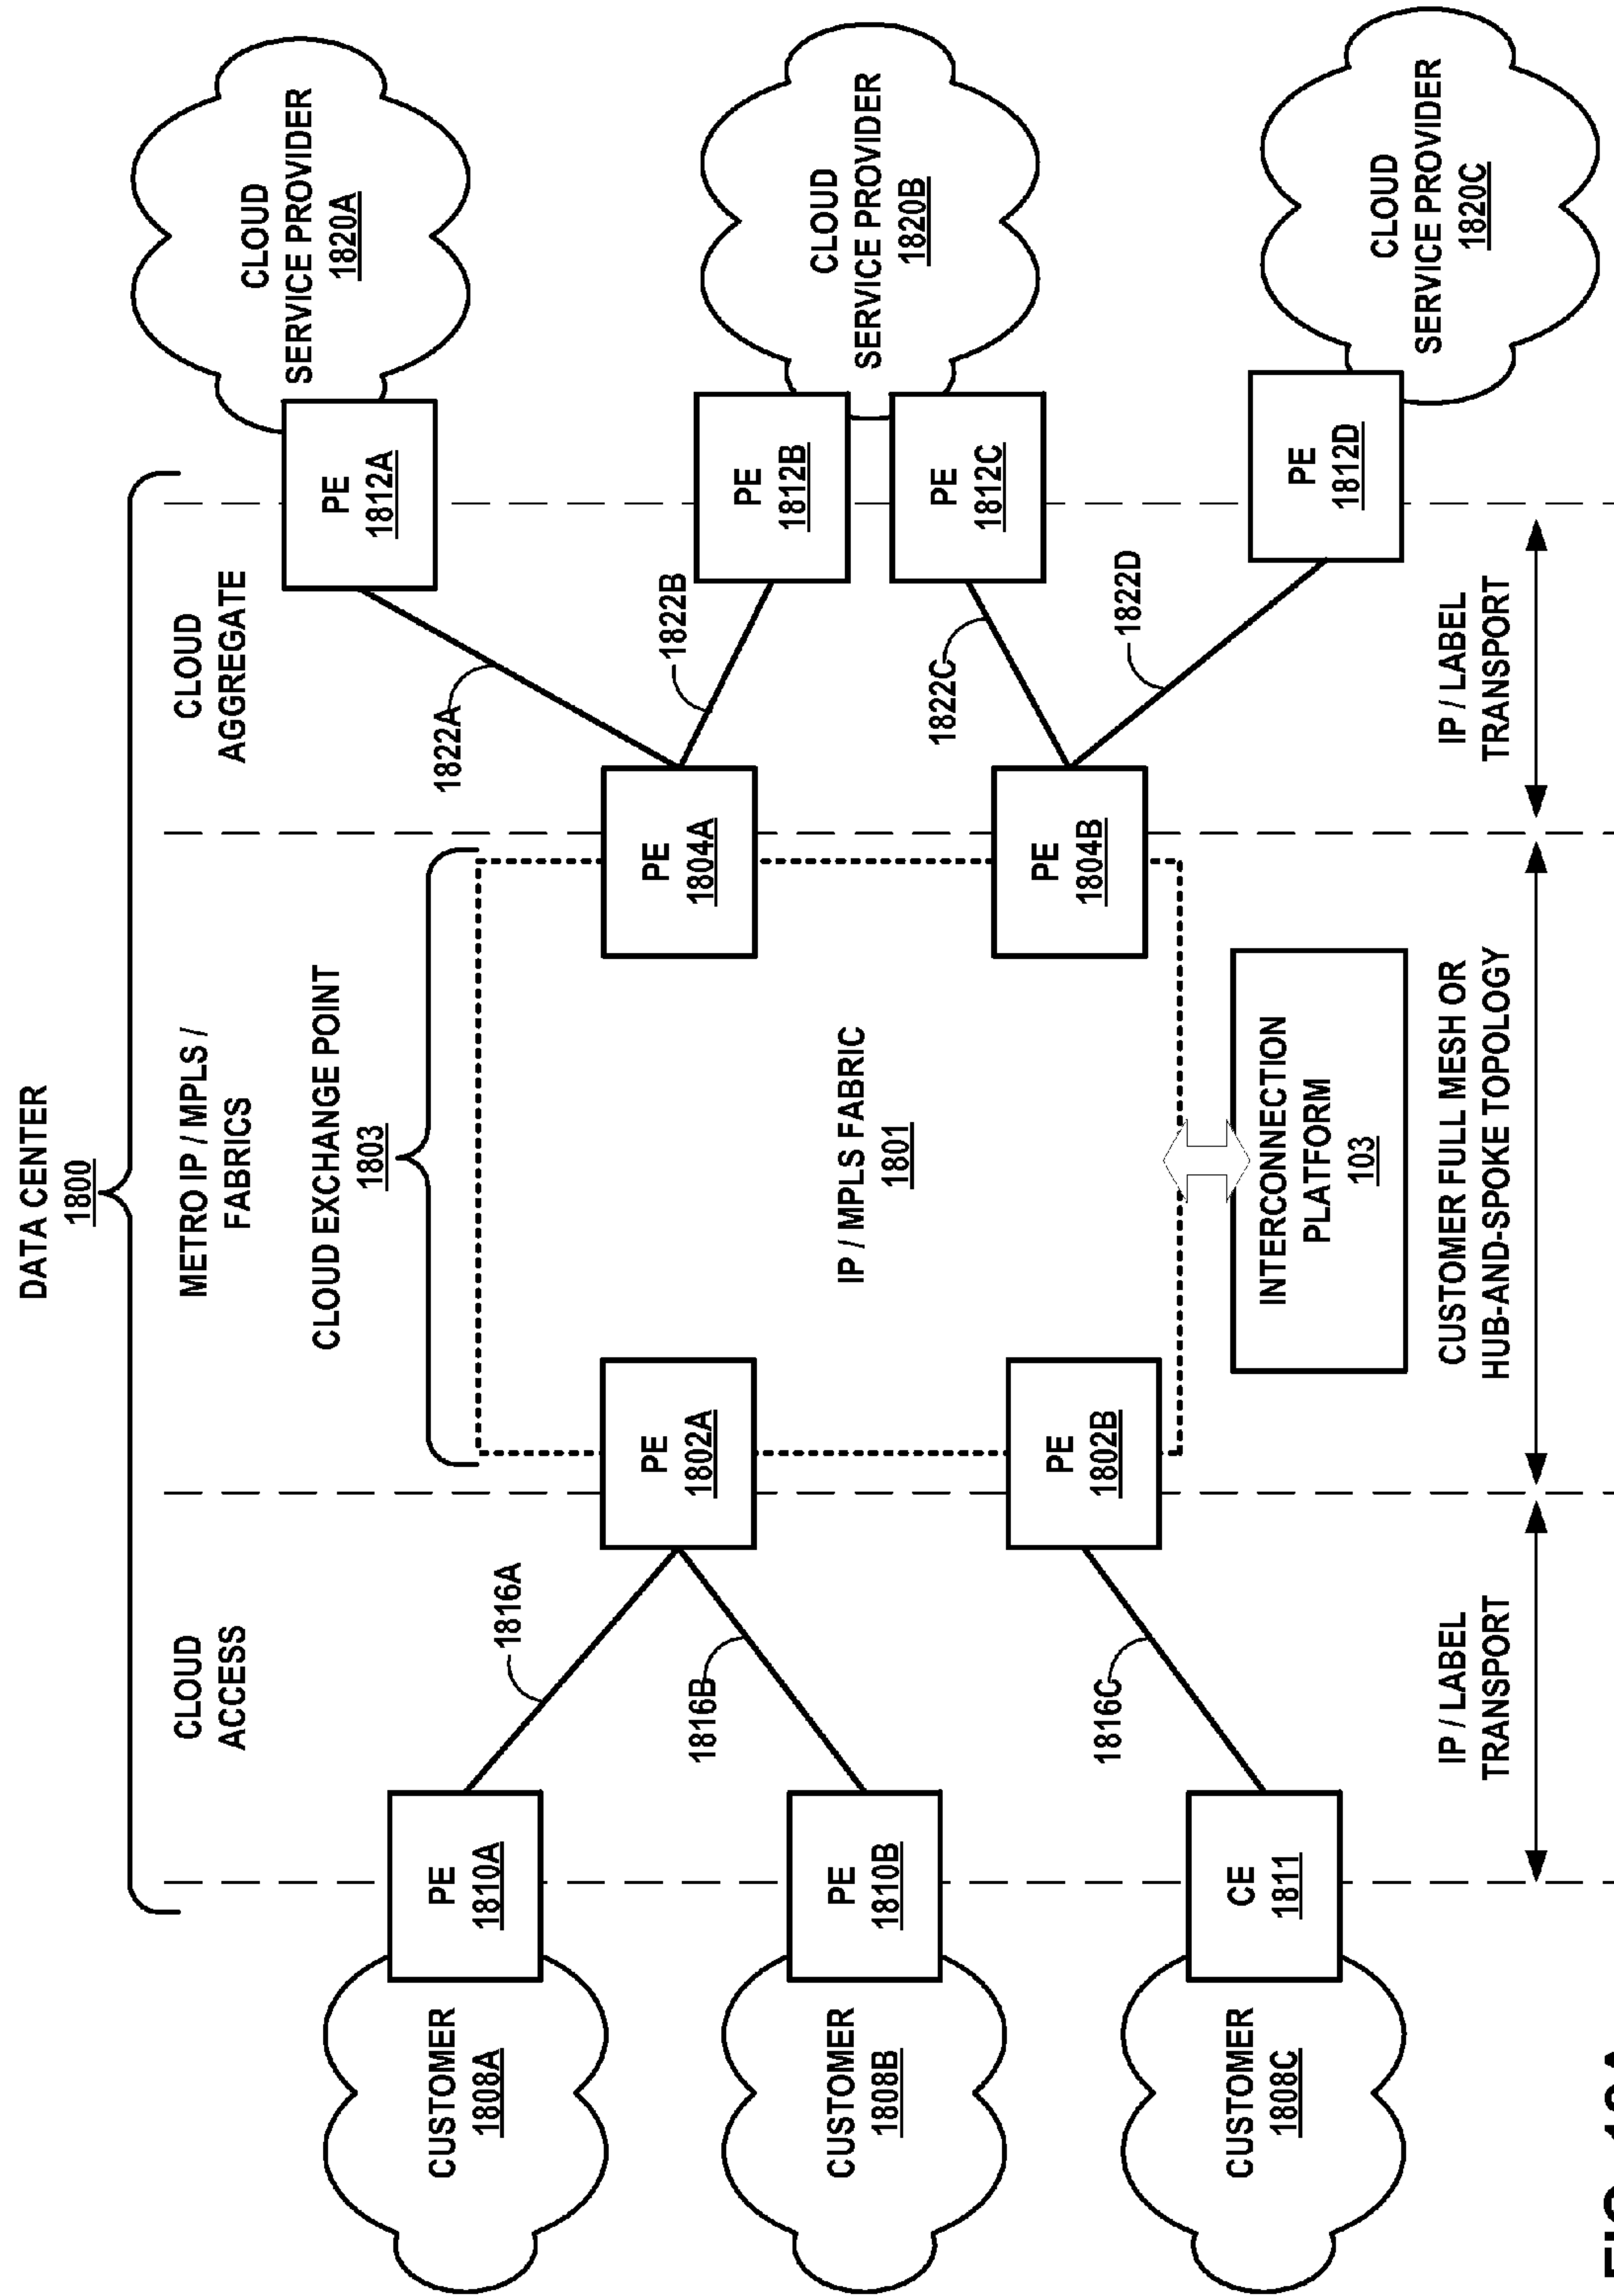 DATA CENTER
1800
CLOUD
ACCESS
METRO IP / MPLS /
FABRICS
CLOUD
AGGREGATE
CLOUD EXCHANGE POINT
1803
CUSTOMER
1808A
PE
1810A
1816A
PE
1802A
PE
1804A
1822A
PE
1812A
CLOUD
SERVICE PROVIDER
1820A
CUSTOMER
1808B
PE
1810B
1816B
IP / MPLS FABRIC
1801
1822B
PE
1812B
CLOUD
SERVICE PROVIDER
1820B
1822C
PE
1812C
CUSTOMER
1808C
CE
1811
1816C
PE
1802B
PE
1804B
1822D
PE
1812D
CLOUD
SERVICE PROVIDER
1820C
INTERCONNECTION
PLATFORM
103
IP / LABEL
TRANSPORT
CUSTOMER FULL MESH OR
HUB-AND-SPOKE TOPOLOGY
IP / LABEL
TRANSPORT